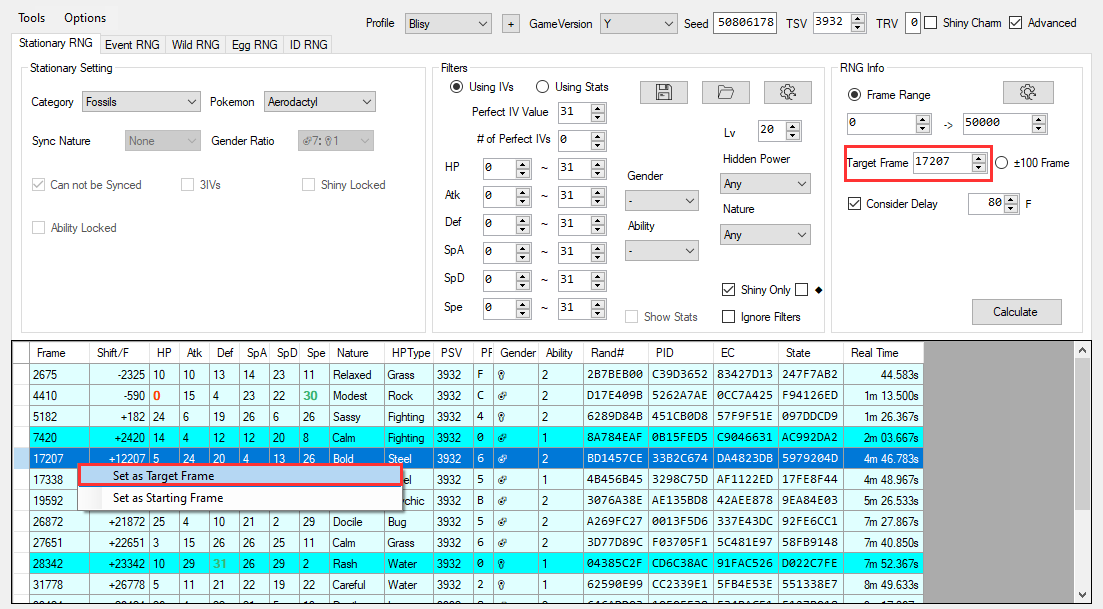 Tools Options
Profile Blisy + GameVersion Y Seed 50806178 TSV 3932 TRV 0 Shiny Charm Advanced
Stationary RNG Event RNG Wild RNG Egg RNG ID RNG
Stationary Setting
Category Fossils Pokemon Aerodactyl
Sync Nature None Gender Ratio ♂7:♀1
Can not be Synced 3IVs Shiny Locked
Ability Locked
Filters
Using IVs Using Stats
Perfect IV Value 31
# of Perfect IVs 0
HP 0 ~ 31
Atk 0 ~ 31
Def 0 ~ 31
SpA 0 ~ 31
SpD 0 ~ 31
Spe 0 ~ 31
Gender
-
Ability
-
Show Stats
Lv 20
Hidden Power
Any
Nature
Any
Shiny Only ◆
Ignore Filters
RNG Info
Frame Range
0 -> 50000
Target Frame 17207 ±100 Frame
Consider Delay 80 F
Calculate
Frame Shift/F HP Atk Def SpA SpD Spe Nature HPType PSV PF Gender Ability Rand# PID EC State Real Time
2675 -2325 10 10 13 14 23 11 Relaxed Grass 3932 F ♀ 2 2B7BEB00 C39D3652 83427D13 247F7AB2 44.583s
4410 -590 0 15 4 23 22 30 Modest Rock 3932 C ♂ 2 D17E409B 5262A7AE 0CC7A425 F94126ED 1m 13.500s
5182 +182 24 6 19 26 6 26 Sassy Fighting 3932 4 ♀ 2 6289D84B 451CB0D8 57F9F51E 097DDCD9 1m 26.367s
7420 +2420 14 4 12 12 20 8 Calm Fighting 3932 0 ♂ 1 8A784EAF 0B15FED5 C9046631 AC992DA2 2m 03.667s
17207 +12207 5 24 20 4 13 26 Bold Steel 3932 6 ♂ 2 BD1457CE 33B2C674 DA4823DB 5979204D 4m 46.783s
17338 el 3932 5 ♂ 1 4B456B45 3298C75D AF1122ED 17FE8F44 4m 48.967s
Set as Target Frame
19592 ychic 3932 B ♂ 2 3076A38E AE135BD8 42AEE878 9EA84E03 5m 26.533s
Set as Starting Frame
26872 +21872 25 4 10 21 2 29 Docile Bug 3932 5 ♂ 2 A269FC27 0013F5D6 337E43DC 92FE6CC1 7m 27.867s
27651 +22651 3 15 26 26 25 11 Calm Grass 3932 6 ♂ 2 3D77D89C F03705F1 5C481E97 58FB9148 7m 40.850s
28342 +23342 10 29 31 26 29 2 Rash Water 3932 0 ♀ 1 04385C2F CD6C38AC 91FAC526 D022C7FE 7m 52.367s
31778 +26778 5 11 21 22 19 22 Careful Water 3932 2 ♀ 1 62590E99 CC2339E1 5FB4E53E 551338E7 8m 49.633s